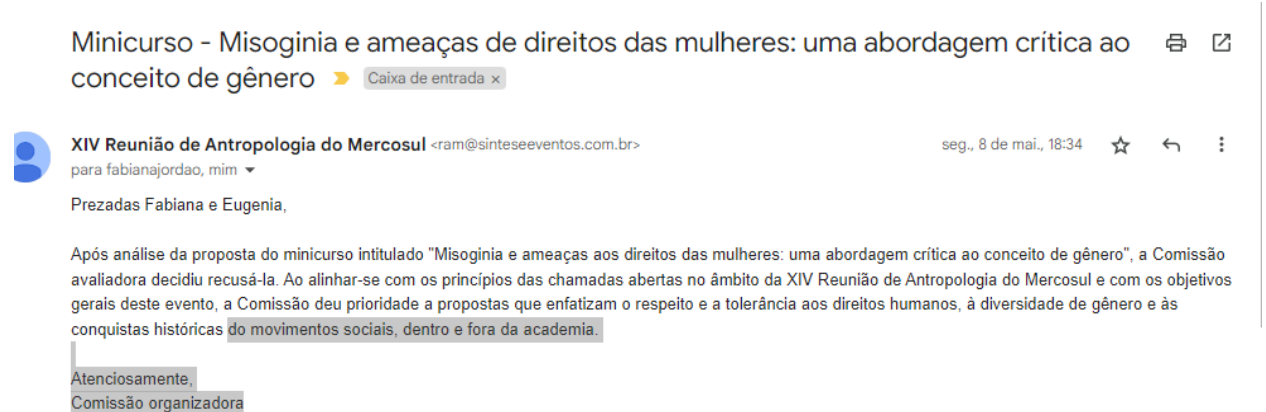 Minicurso - Misoginia e ameaças de direitos das mulheres: uma abordagem crítica ao
conceito de gênero Caixa de entrada x
XIV Reunião de Antropologia do Mercosul <ram@sinteseeventos.com.br> seg., 8 de mai., 18:34
para fabianajordao, mim
Prezadas Fabiana e Eugenia,
Após análise da proposta do minicurso intitulado "Misoginia e ameaças aos direitos das mulheres: uma abordagem crítica ao conceito de gênero", a Comissão
avaliadora decidiu recusá-la. Ao alinhar-se com os princípios das chamadas abertas no âmbito da XIV Reunião de Antropologia do Mercosul e com os objetivos
gerais deste evento, a Comissão deu prioridade a propostas que enfatizam o respeito e a tolerância aos direitos humanos, à diversidade de gênero e às
conquistas históricas do movimentos sociais, dentro e fora da academia.
Atenciosamente,
Comissão organizadora